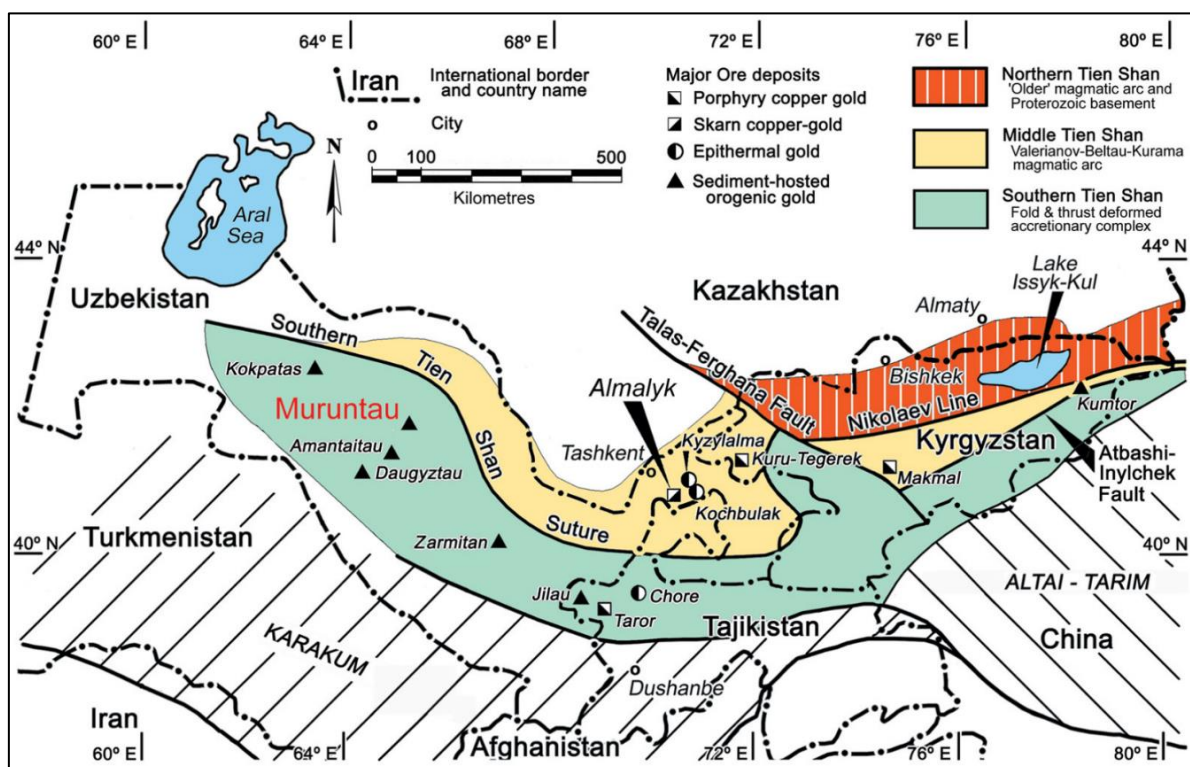 60º E
64º E
68º E
72º E
76º E
80º E
Iran
International border
and country name
City
N
0
100
500
Kilometres
Major Ore deposits
Porphyry copper gold
Skarn copper-gold
Epithermal gold
Sediment-hosted
orogenic gold
Northern Tien Shan
'Older' magmatic arc and
Proterozoic basement
Middle Tien Shan
Valerianov-Beltau-Kurama
magmatic arc
Southern Tien Shan
Fold & thrust deformed
accretionary complex
Aral
Sea
44º N
44º N
Uzbekistan
Kazakhstan
Lake
Issyk-Kul
Almaty
Southern
Tien
Shan
Suture
Talas-Ferghana Fault
Bishkek
Nikolaev Line
Kokpatas
Muruntau
Almalyk
Kumtor
Kyrgyzstan
Amantaitau
Daugyztau
Tashkent
Kyzylalma
Kuru-Tegerek
Makmal
Kochbulak
Atbashi-
Inylchek
Fault
Turkmenistan
40º N
40º N
Zarmitan
Jilau
Chore
Taror
Tajikistan
ALTAI - TARIM
China
KARAKUM
Dushanbe
Iran
Afghanistan
60º E
64º E
72º E
76º E
80º E